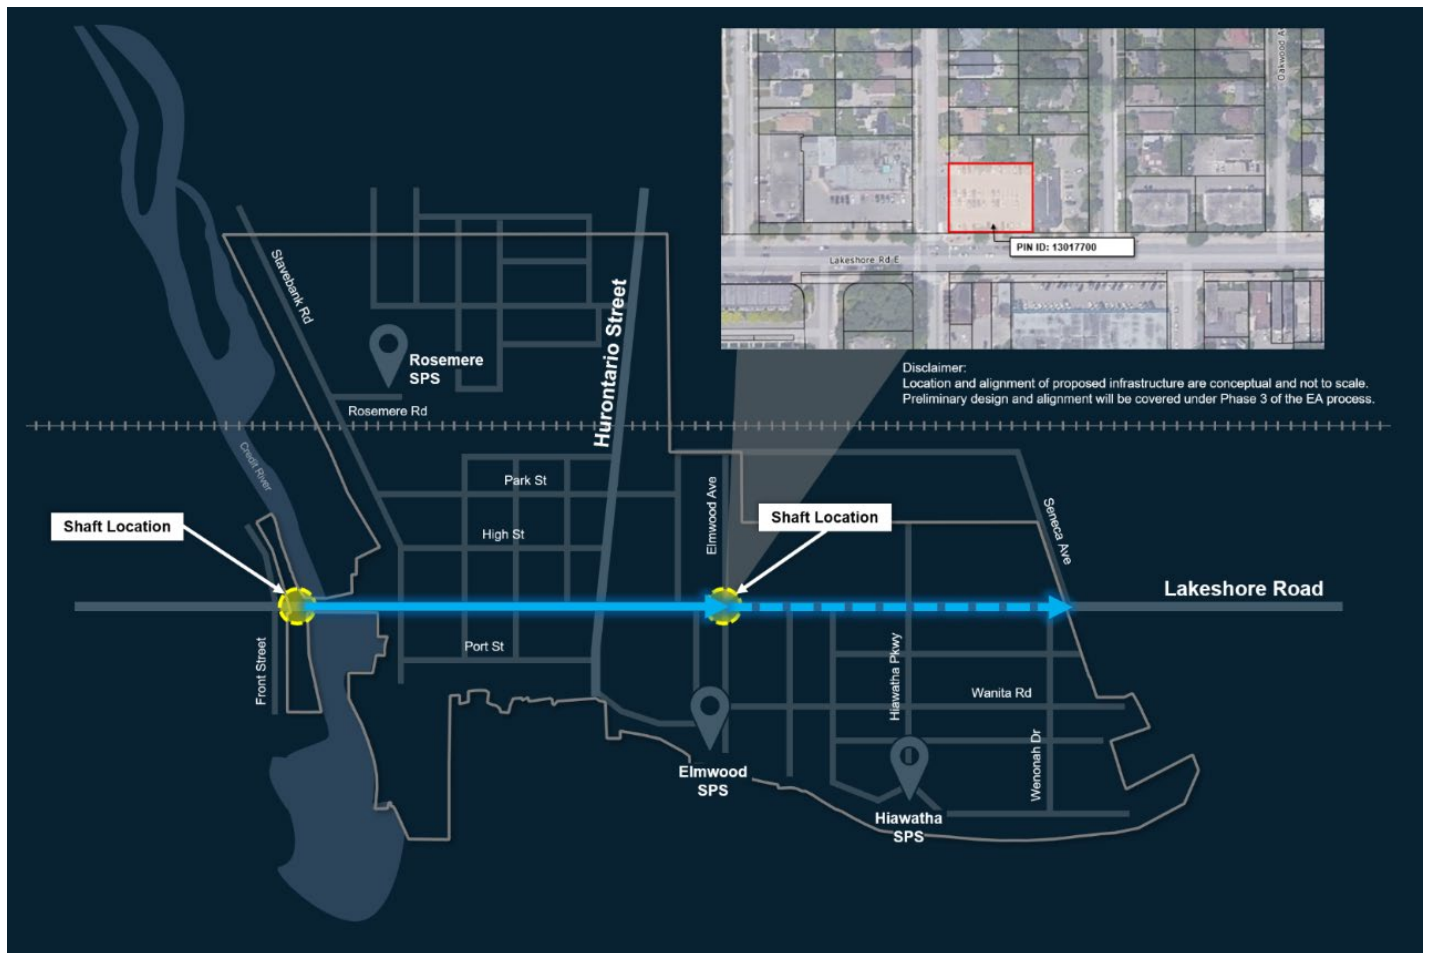 Oakwood Av
PIN ID: 13017700
Lakeshore Rd E
Disclaimer:
Location and alignment of proposed infrastructure are conceptual and not to scale.
Preliminary design and alignment will be covered under Phase 3 of the EA process.
Stavebank Rd
Hurontario Street
Rosemere
SPS
Rosemere Rd
Credit River
Park St
Elmwood Ave
Shaft Location
Shaft Location
High St
Seneca Ave
Lakeshore Road
Front Street
Port St
Hiawatha Pkwy
Wanita Rd
Wenonah Dr
Elmwood
SPS
Hiawatha
SPS